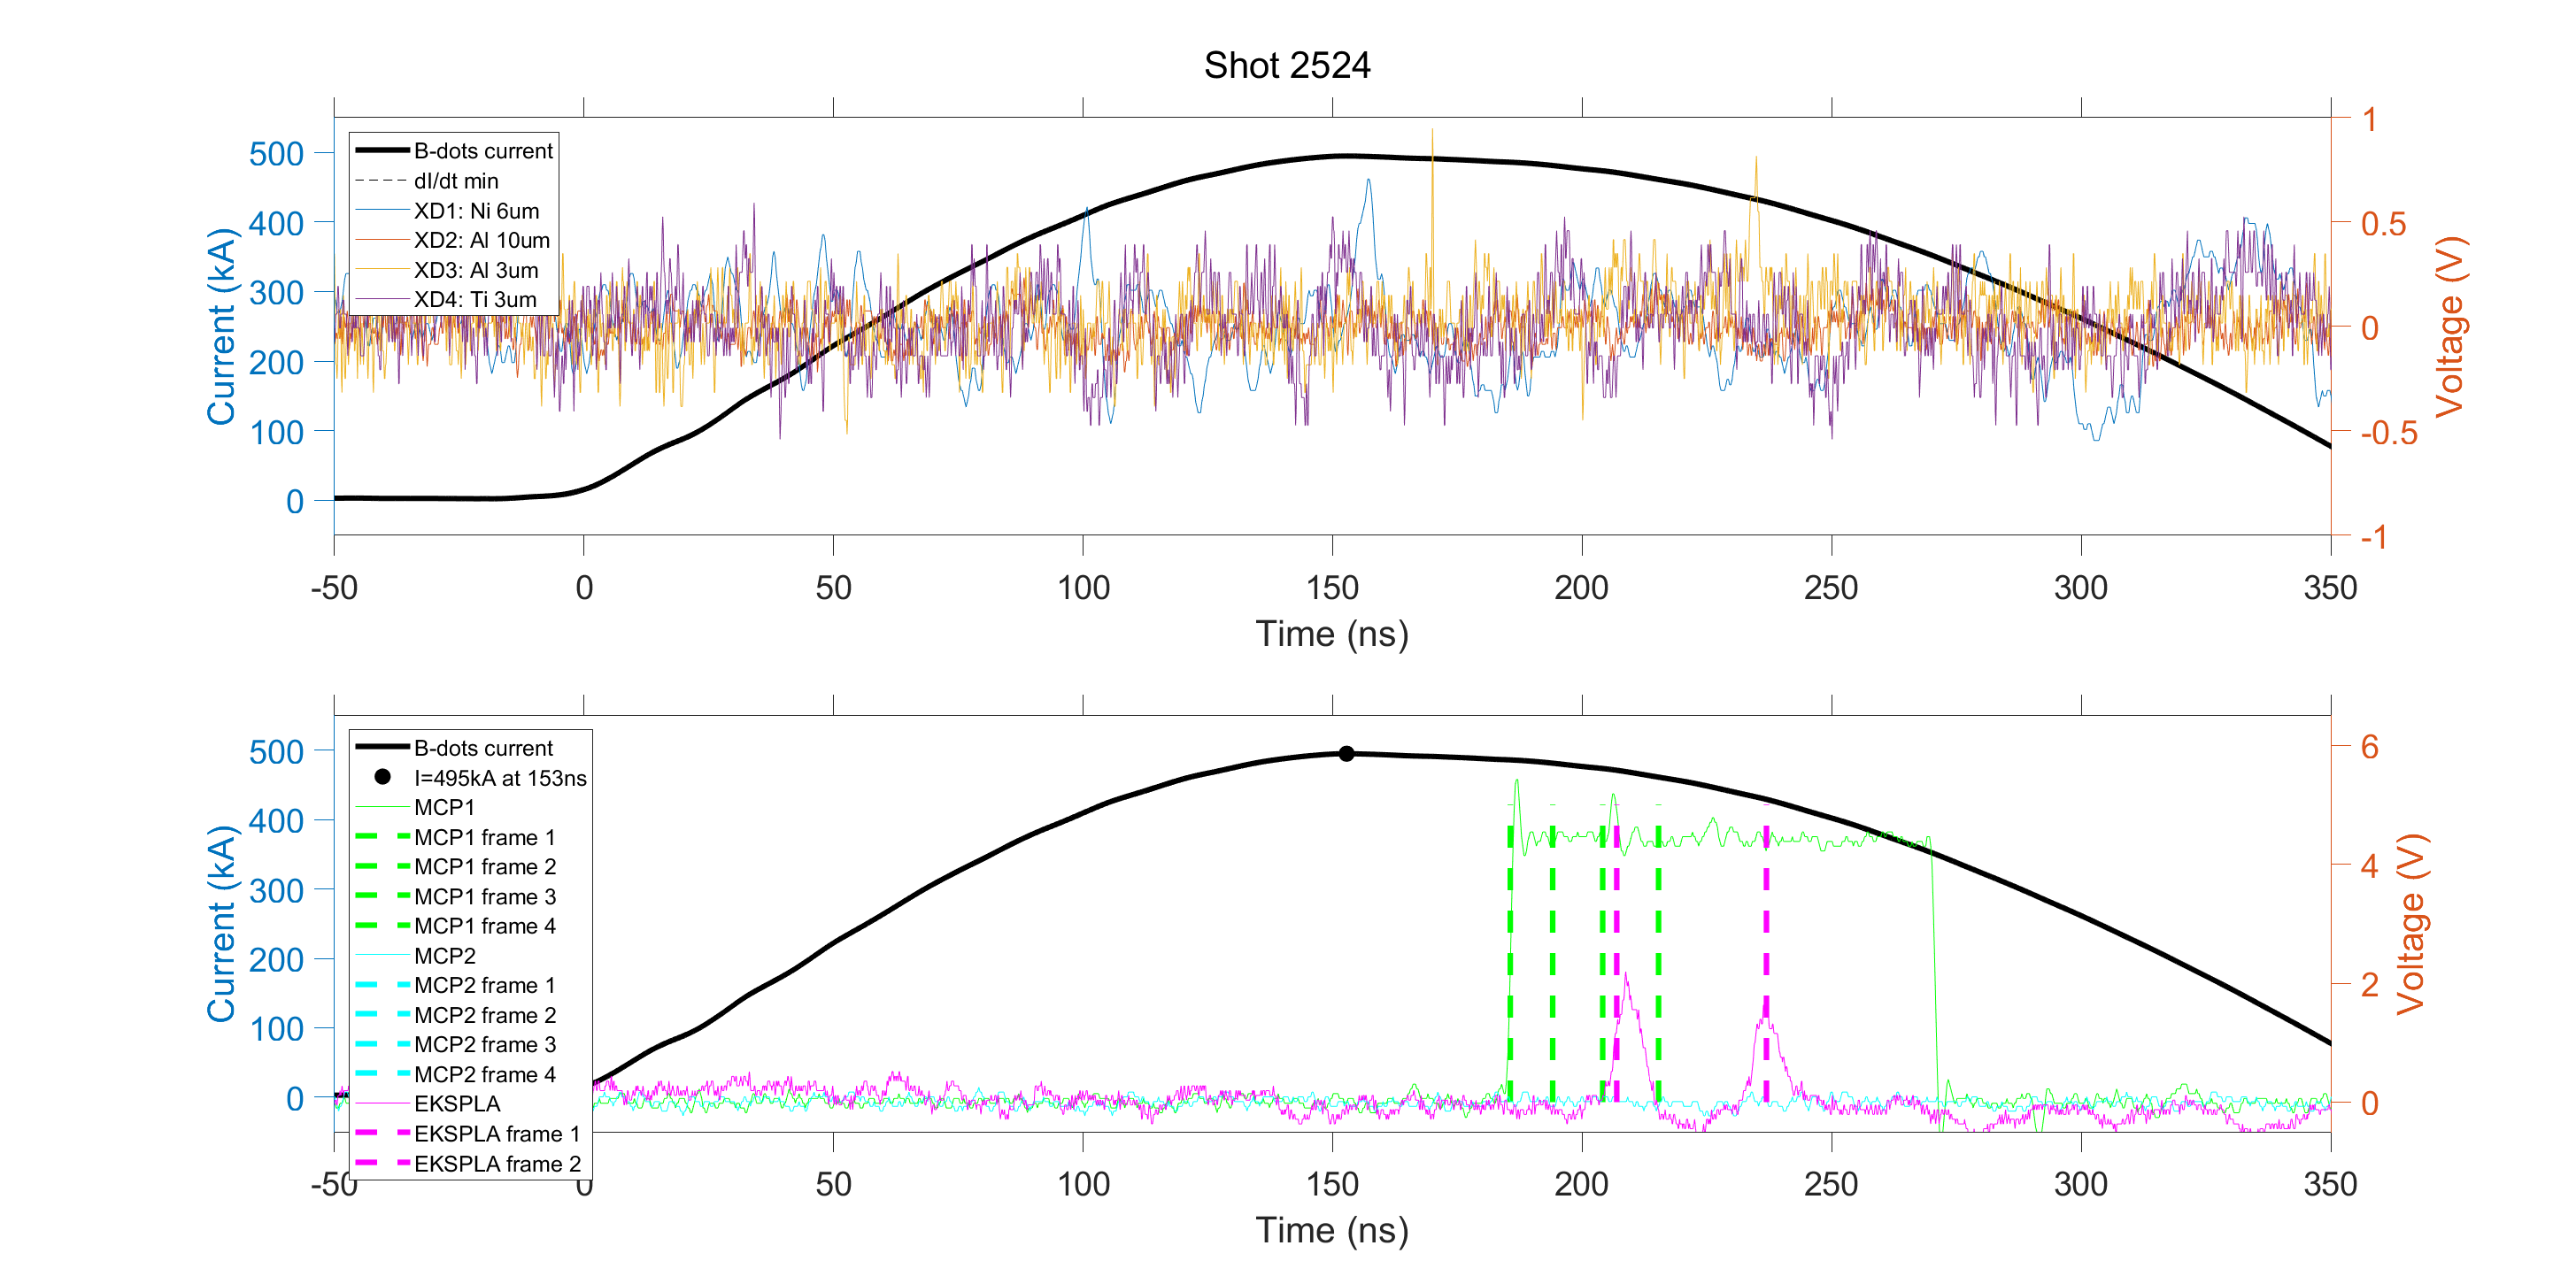 Shot 2524
B-dots current
dI/dt min
XD1: Ni 6um
XD2: Al 10um
XD3: Al 3um
XD4: Ti 3um
Current (kA)
500
400
300
200
100
0
1
0.5
0
-0.5
-1
Voltage (V)
-50 0 50 100 150 200 250 300 350
Time (ns)
B-dots current
I=495kA at 153ns
MCP1
MCP1 frame 1
MCP1 frame 2
MCP1 frame 3
MCP1 frame 4
MCP2
MCP2 frame 1
MCP2 frame 2
MCP2 frame 3
MCP2 frame 4
EKSPLA
EKSPLA frame 1
EKSPLA frame 2
Current (kA)
500
400
300
200
100
0
6
4
2
0
Voltage (V)
-50 0 50 100 150 200 250 300 350
Time (ns)